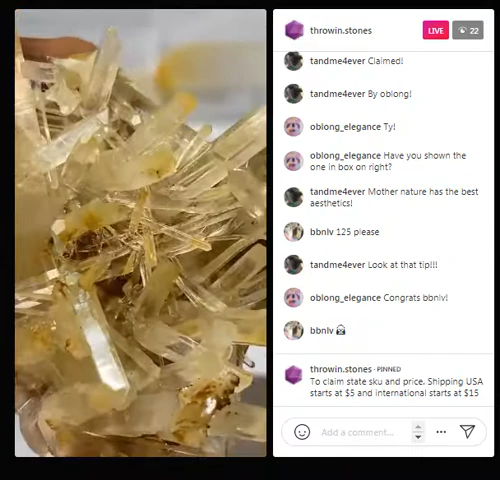 throwin.stones
LIVE
22
tandme4ever Claimed!
tandme4ever By oblong!
oblong_elegance Ty!
oblong_elegance Have you shown the
one in box on right?
tandme4ever Mother nature has the best
aesthetics!
bbnlv 125 please
tandme4ever Look at that tip!!!
oblong_elegance Congrats bbnlv!
bbnlv
throwin.stones · PINNED
To claim state sku and price. Shipping USA
starts at $5 and international starts at $15
Add a comment...